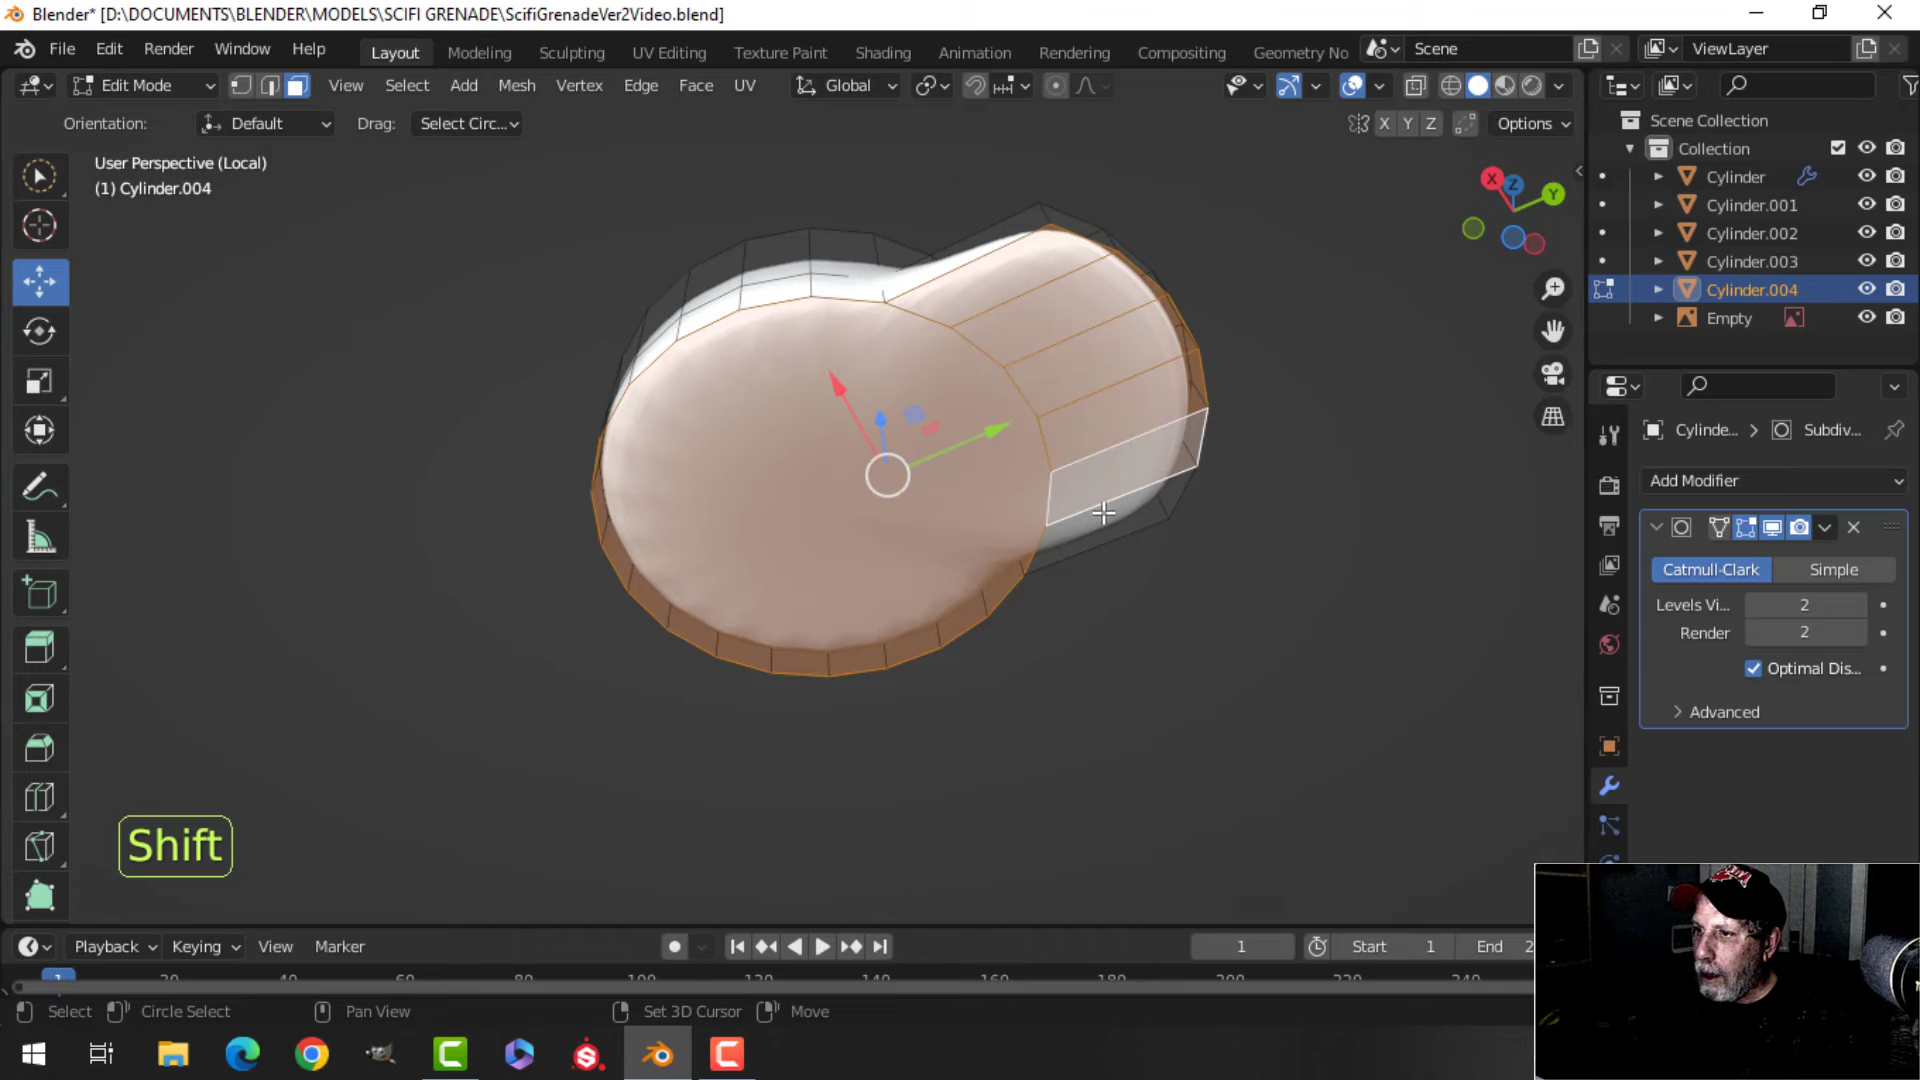 Blender* [D:\DOCUMENTS\BLENDER\MODELS\SCIFI GRENADE\ScifiGrenadeVer2Video.blend]
File Edit Render Window Help Layout Modeling Sculpting UV Editing Texture Paint Shading Animation Rendering Compositing Geometry No Scene ViewLayer
Edit Mode View Select Add Mesh Vertex Edge Face UV Global
Orientation: Default Drag: Select Circ... X Y Z Options
User Perspective (Local)
(1) Cylinder.004
X Z Y
Scene Collection
Collection
Cylinder
Cylinder.001
Cylinder.002
Cylinder.003
Cylinder.004
Empty
Cylinde... > Subdiv...
Add Modifier
Catmull-Clark Simple
Levels Vi... 2
Render 2
Optimal Dis...
Advanced
Shift
Playback Keying View Marker 1 Start 1 End 2
1
Select Circle Select Pan View Set 3D Cursor Move